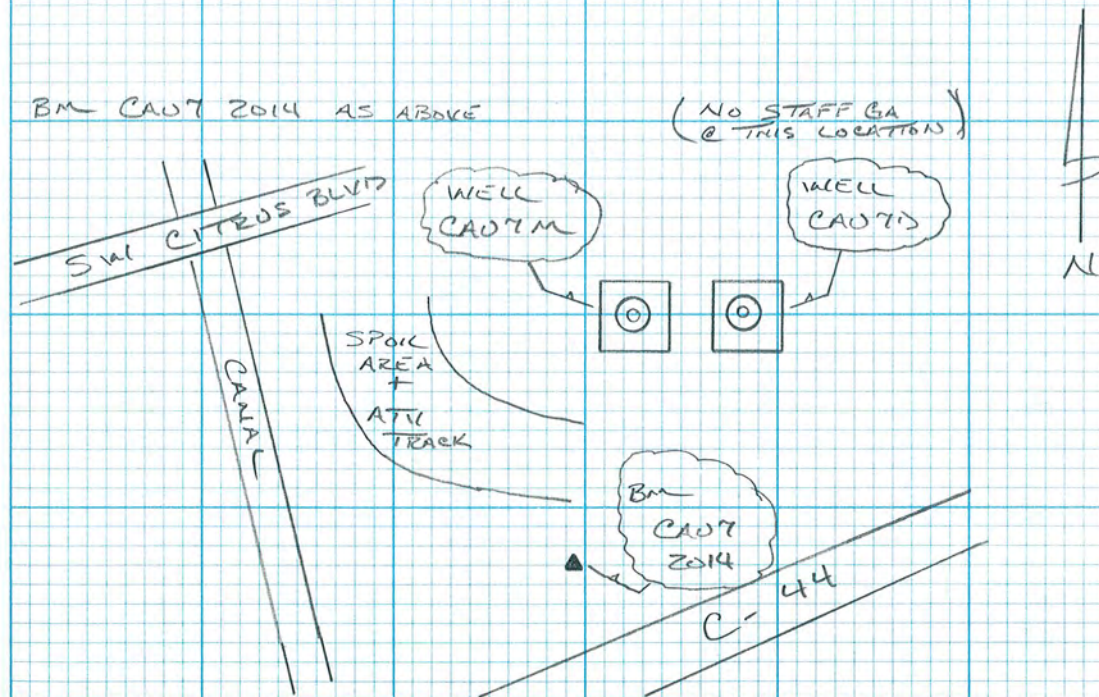 BM CAU7 2014 AS ABOVE
(NO STAFF GA
@ THIS LOCATION)
SW CITRUS BLVD
WELL
CAU7M
WELL
CAU7D
N
SPOIL
AREA
+
ATV
TRACK
CANAL
BM
CAU7
2014
C-44